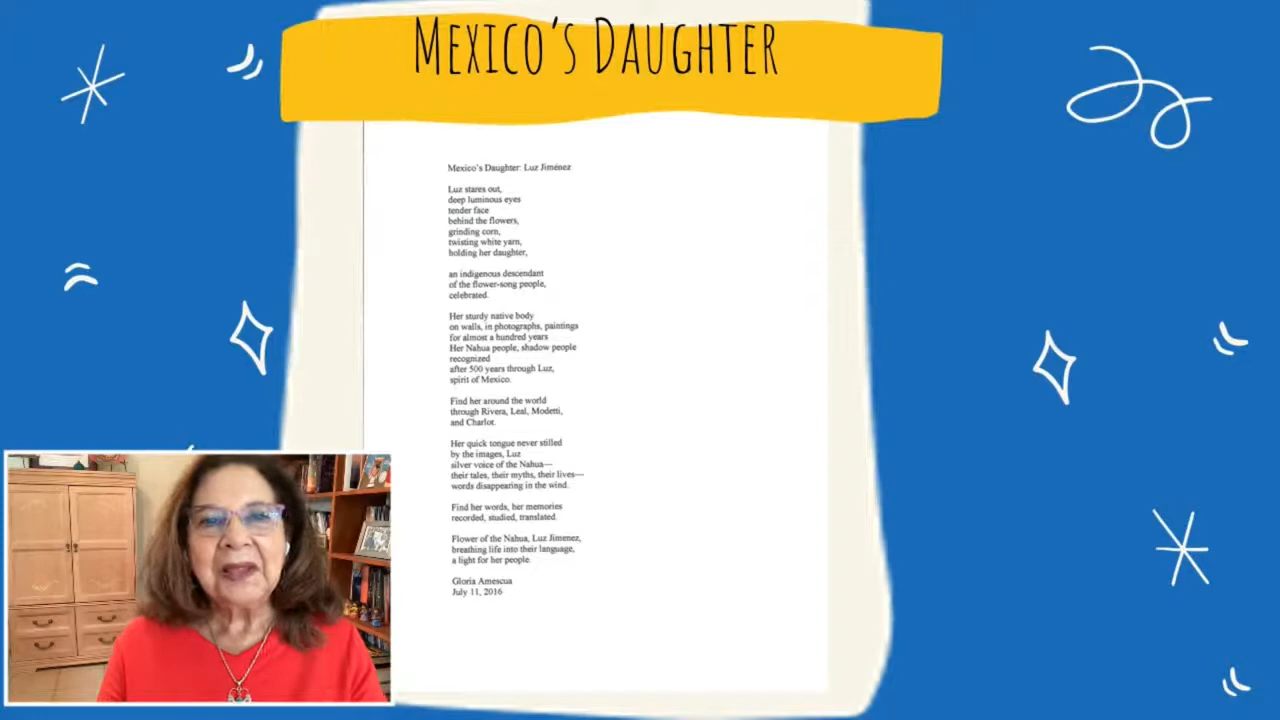 MEXICO'S DAUGHTER
Mexico's Daughter: Luz Jiménez
Luz stares out,
deep luminous eyes
tender face
behind the flowers,
grinding corn,
twisting white yarn,
holding her daughter,
an indigenous descendant
of the flower-song people,
celebrated.
Her sturdy native body
on walls, in photographs, paintings
for almost a hundred years
Her Nahua people, shadow people
recognized
after 500 years through Luz,
spirit of Mexico.
Find her around the world
through Rivera, Leal, Modetti,
and Charlot.
Her quick tongue never stilled
by the images, Luz
silver voice of the Nahua—
their tales, their myths, their lives—
words disappearing in the wind.
Find her words, her memories
recorded, studied, translated.
Flower of the Nahua, Luz Jimenez,
breathing life into their language,
a light for her people.
Gloria Amescua
July 11, 2016